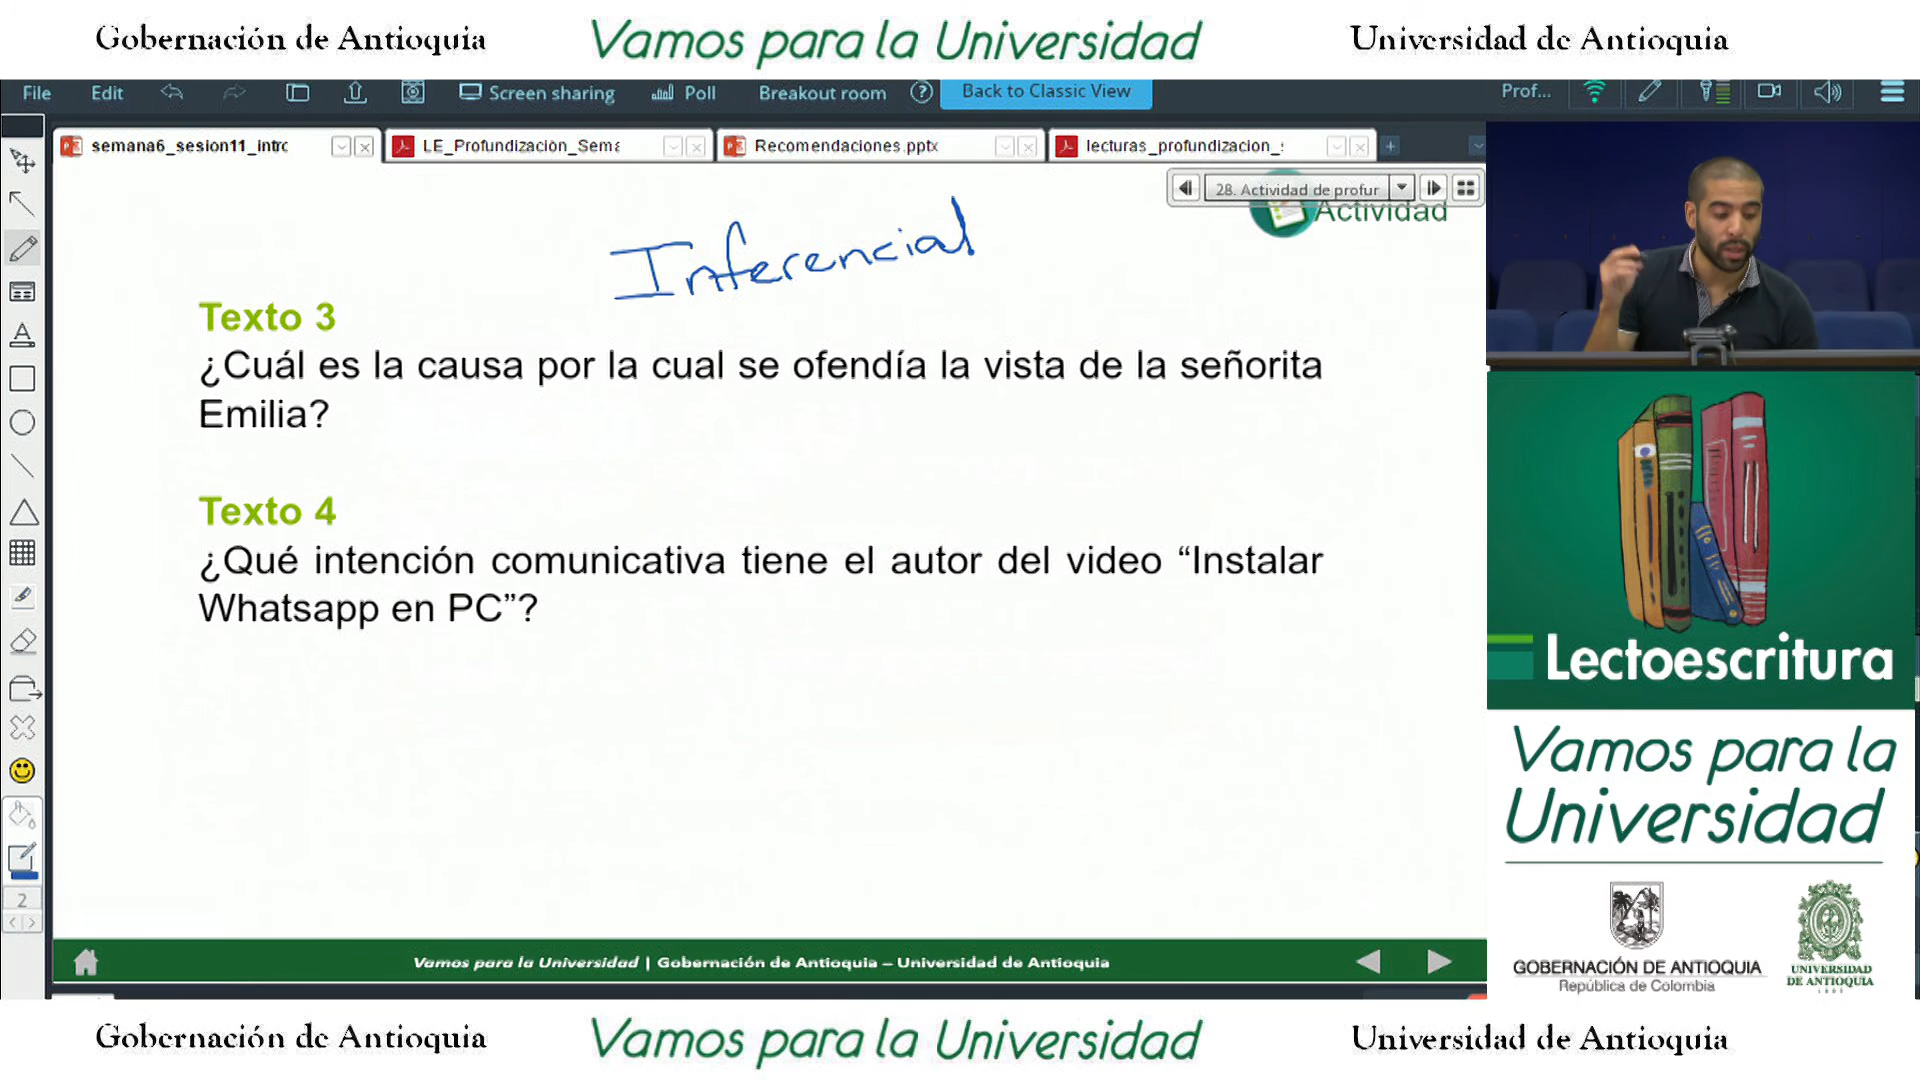 Gobernación de Antioquia
Vamos para la Universidad
Universidad de Antioquia
File Edit Screen sharing Poll Breakout room Back to Classic View Prof...
semana6_sesion11_intro
LE_Profundización_Sema
Recomendaciones.pptx
lecturas_profundizacion_s
28. Actividad de profur
Actividad
Inferencial
Texto 3
¿Cuál es la causa por la cual se ofendía la vista de la señorita
Emilia?
Texto 4
¿Qué intención comunicativa tiene el autor del video “Instalar
Whatsapp en PC”?
2
Vamos para la Universidad | Gobernación de Antioquia – Universidad de Antioquia
Lectoescritura
Vamos para la
Universidad
GOBERNACIÓN DE ANTIOQUIA
República de Colombia
UNIVERSIDAD
DE ANTIOQUIA
1803
Gobernación de Antioquia
Vamos para la Universidad
Universidad de Antioquia